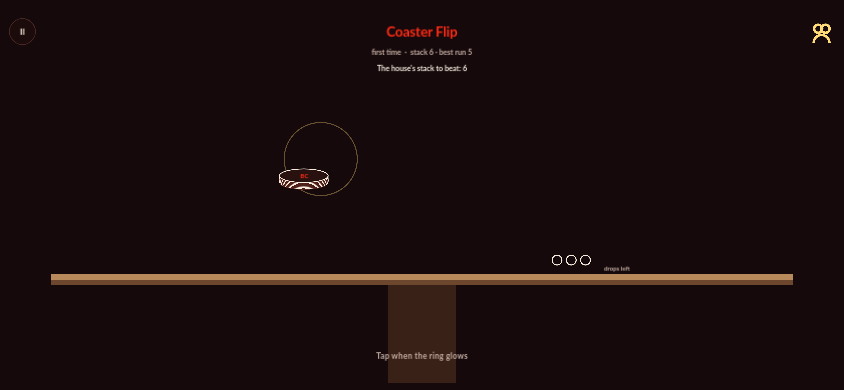 Coaster Flip
first time - stack 6 - best run 5
The house's stack to beat: 6
BC
drops left
Tap when the ring glows